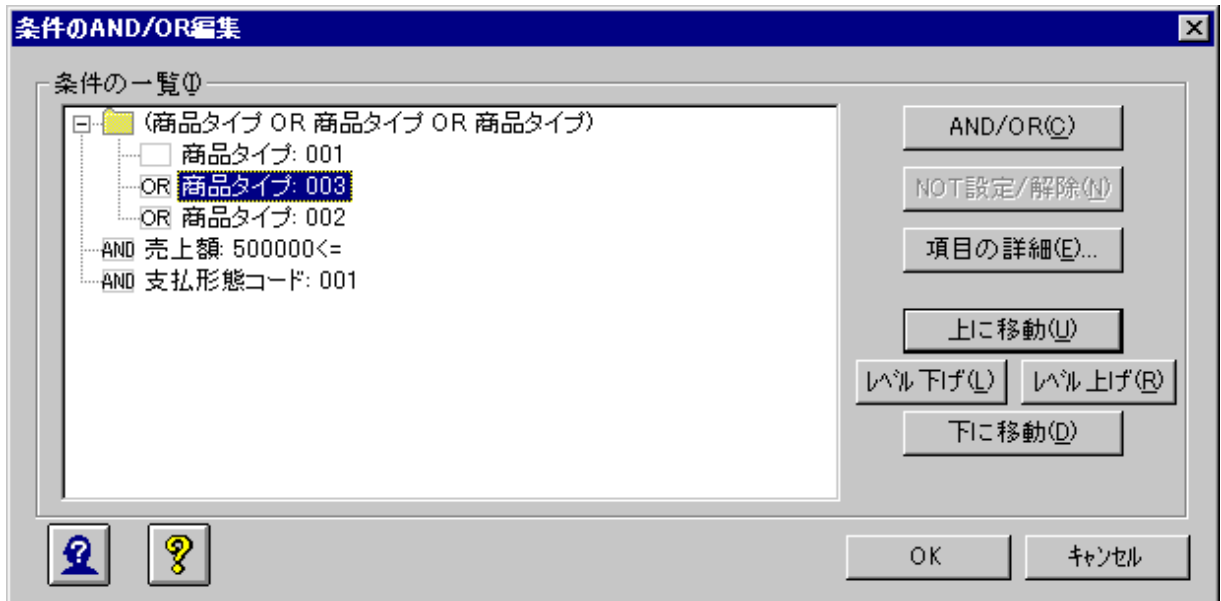 条件のAND/OR編集
条件の一覧(I)
(商品タイプ OR 商品タイプ OR 商品タイプ)
商品タイプ: 001
OR 商品タイプ: 003
OR 商品タイプ: 002
AND 売上額: 500000<=
AND 支払形態コード: 001
AND/OR(C)
NOT設定/解除(N)
項目の詳細(E)...
上に移動(U)
ﾚﾍﾞﾙ 下げ(L)
ﾚﾍﾞﾙ 上げ(R)
下に移動(D)
OK
ｷｬﾝｾﾙ